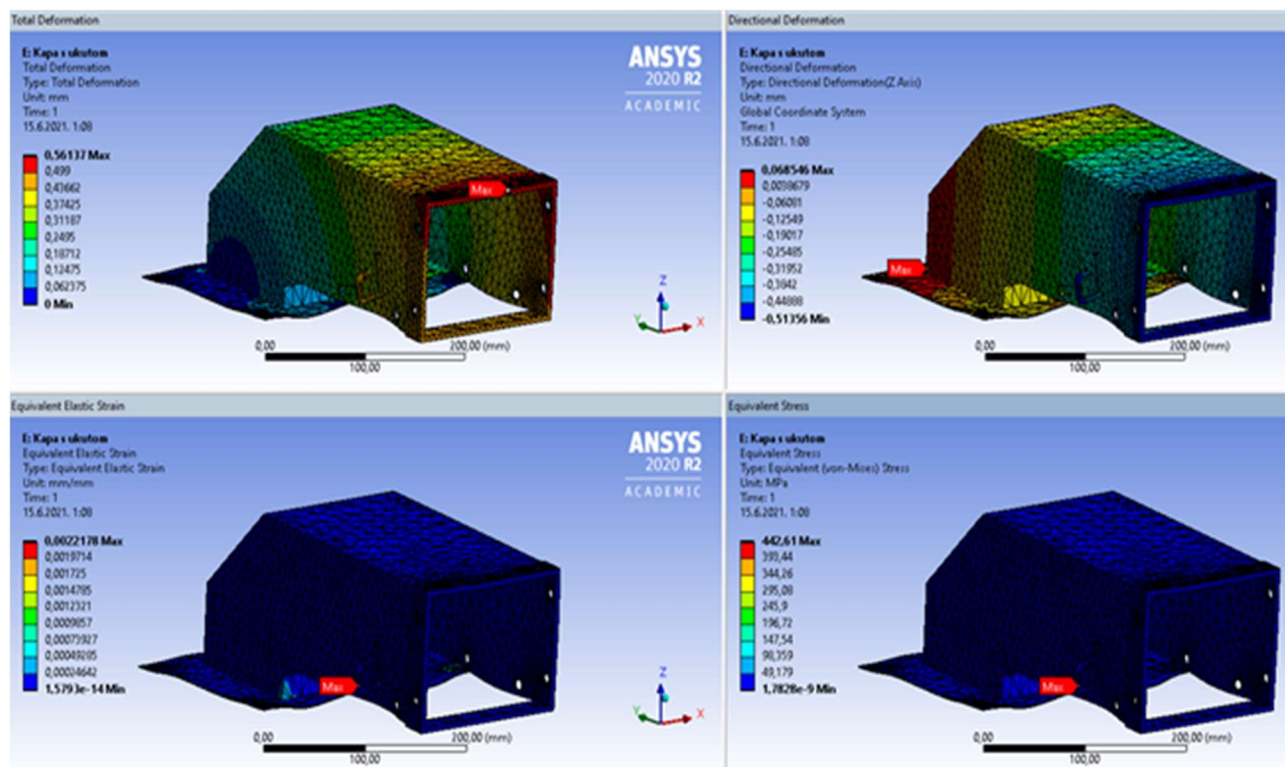 Total Deformation
E: Kapa s ukutom
Total Deformation
Type: Total Deformation
Unit: mm
Time: 1
15.6.2021. 1:08
0,56137 Max
0,499
0,43662
0,37425
0,31187
0,2495
0,18712
0,12475
0,062375
0 Min
ANSYS
2020 R2
ACADEMIC
Max
Z
Y
X
0,00
200,00 (mm)
100,00
Directional Deformation
E: Kapa s ukutom
Directional Deformation
Type: Directional Deformation(Z Axis)
Unit: mm
Global Coordinate System
Time: 1
15.6.2021. 1:08
0,068546 Max
0,0038679
-0,06081
-0,12549
-0,19017
-0,25485
-0,31952
-0,3842
-0,44888
-0,51356 Min
Max
0,00
200,00 (mm)
100,00
Equivalent Elastic Strain
E: Kapa s ukutom
Equivalent Elastic Strain
Type: Equivalent Elastic Strain
Unit: mm/mm
Time: 1
15.6.2021. 1:08
0,0022178 Max
0,0019714
0,001725
0,0014785
0,0012321
0,0009857
0,00073927
0,00049285
0,00024642
1,5793e-14 Min
ANSYS
2020 R2
ACADEMIC
Max
Z
Y
X
0,00
200,00 (mm)
100,00
Equivalent Stress
E: Kapa s ukutom
Equivalent Stress
Type: Equivalent (von-Mises) Stress
Unit: MPa
Time: 1
15.6.2021. 1:08
442,61 Max
393,44
344,26
295,08
245,9
196,72
147,54
98,359
49,179
1,7828e-9 Min
Max
0,00
200,00 (mm)
100,00